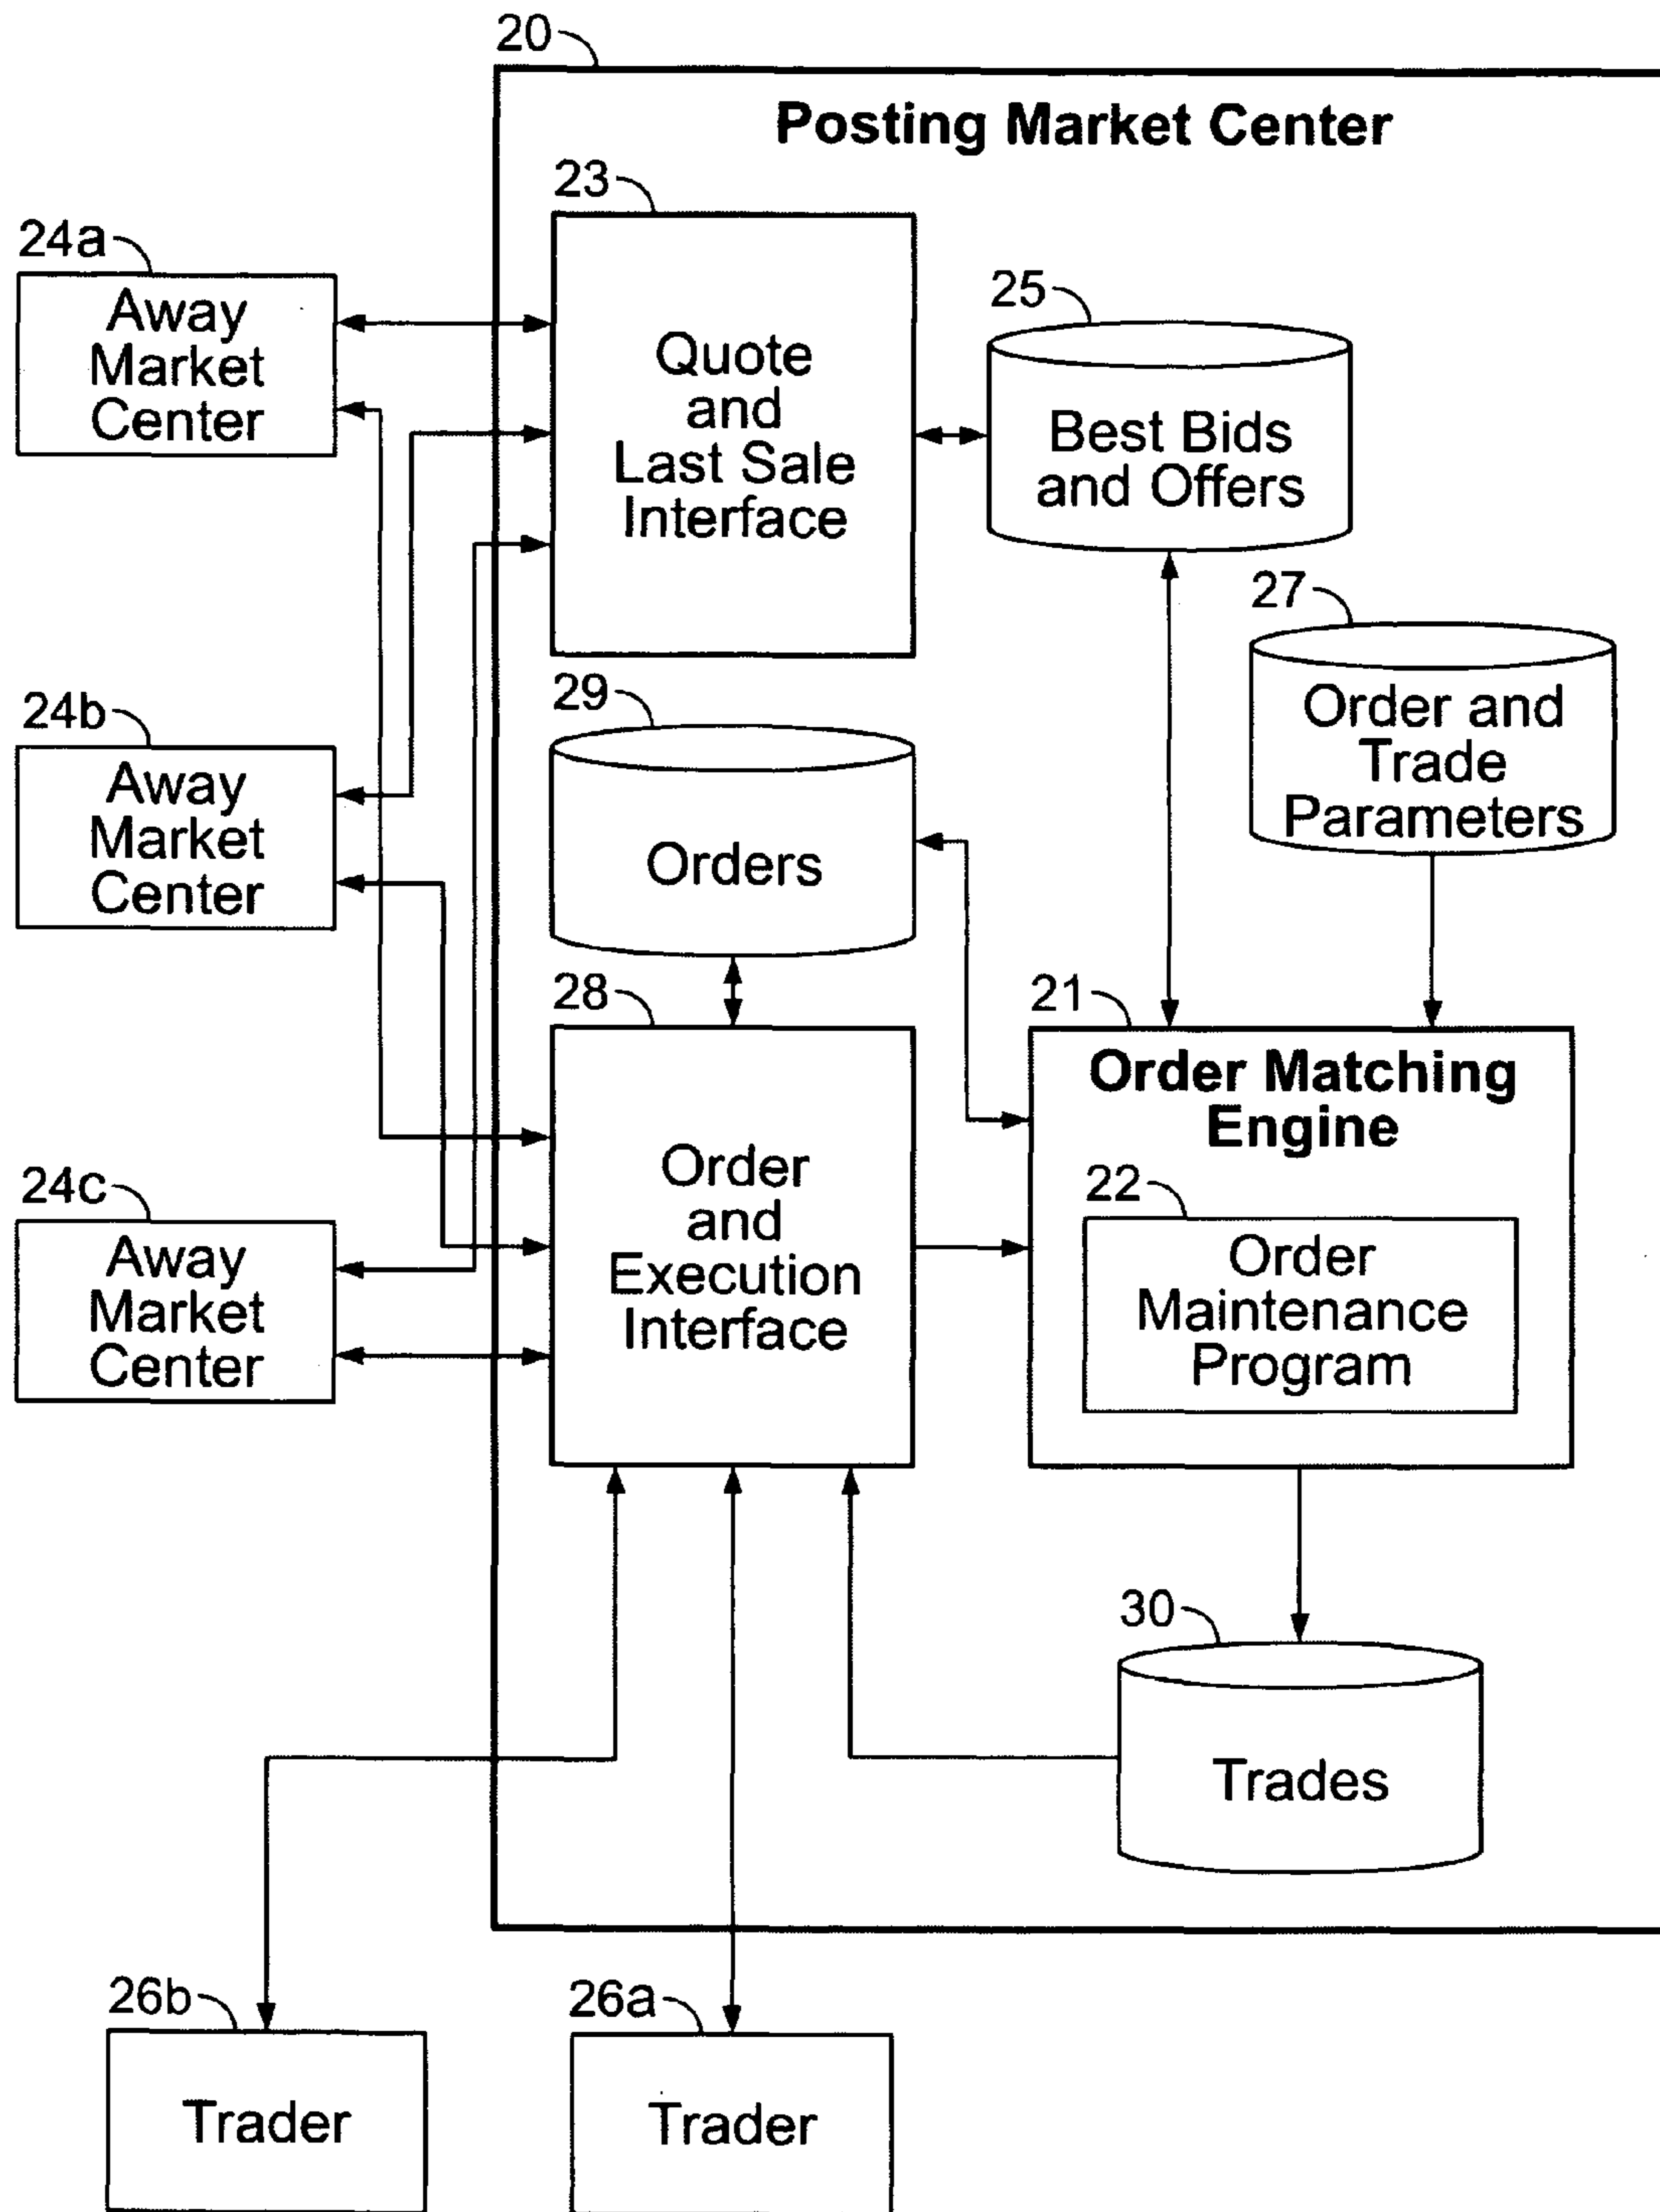 20
Posting Market Center
23
24a
Away
Market
Center
Quote
and
Last Sale
Interface
25
Best Bids
and Offers
27
Order and
Trade
Parameters
24b
Away
Market
Center
29
Orders
28
Order
and
Execution
Interface
21
Order Matching
Engine
22
Order
Maintenance
Program
24c
Away
Market
Center
30
Trades
26b
Trader
26a
Trader